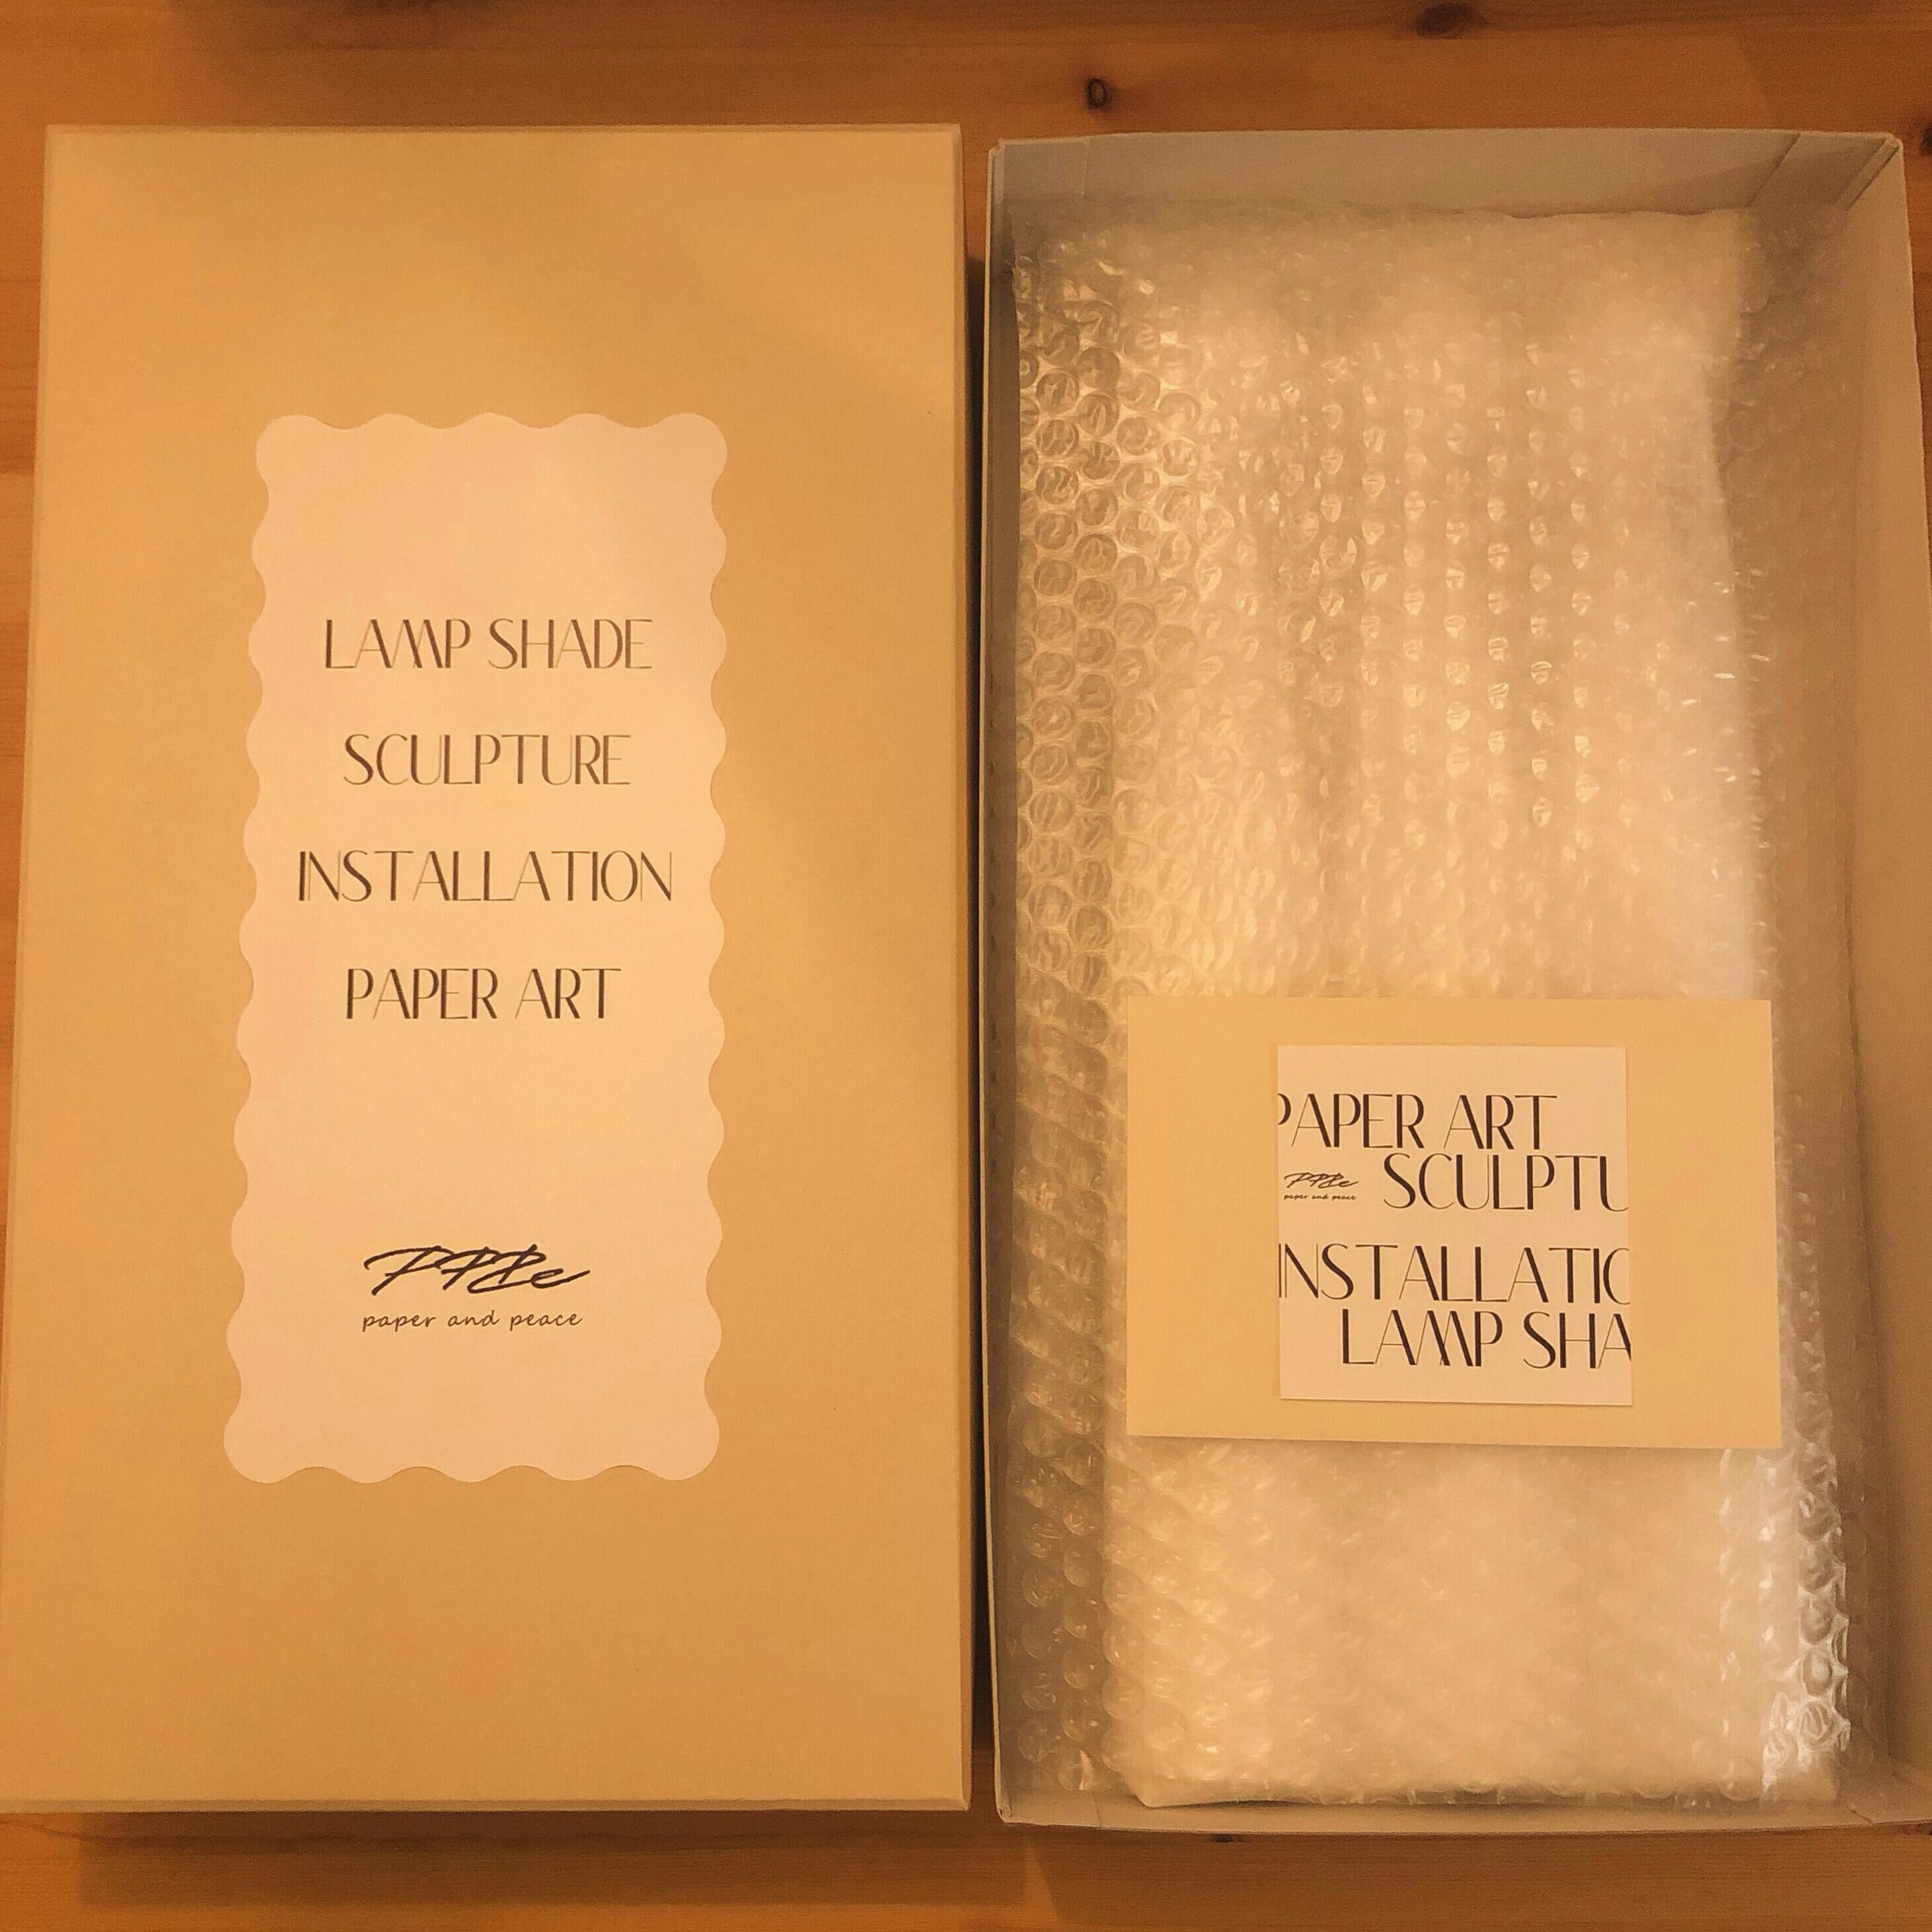 LAMP SHADE
SCULPTURE
INSTALLATION
PAPER ART
paper and peace
PAPER ART
SCULPTU
paper and peace
INSTALLATIO
LAMP SHA